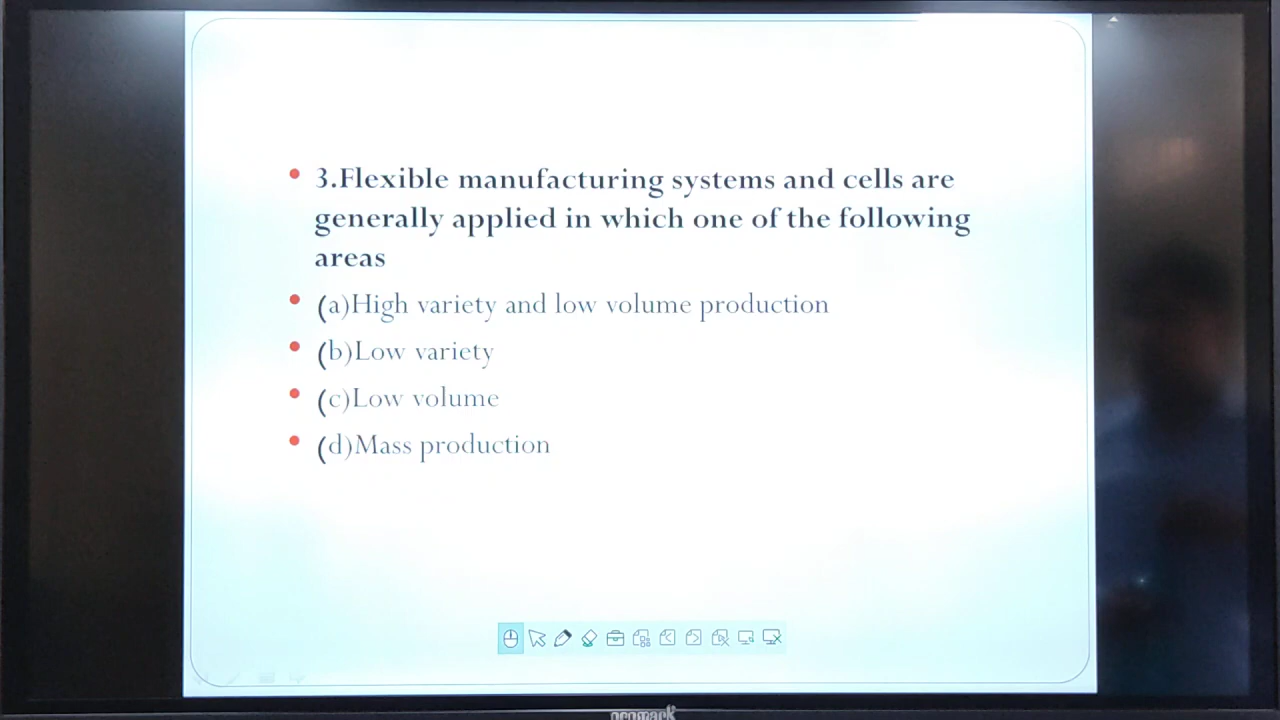 • 3.Flexible manufacturing systems and cells are
generally applied in which one of the following
areas
• (a)High variety and low volume production
• (b)Low variety
• (c)Low volume
• (d)Mass production